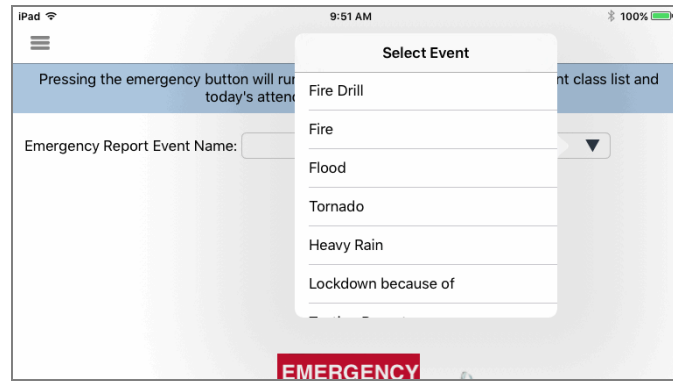 iPad 9:51 AM 100%
Select Event
Pressing the emergency button will run nt class list and
today's attend
Fire Drill
Fire
Emergency Report Event Name:
Flood
Tornado
Heavy Rain
Lockdown because of
EMERGENCY